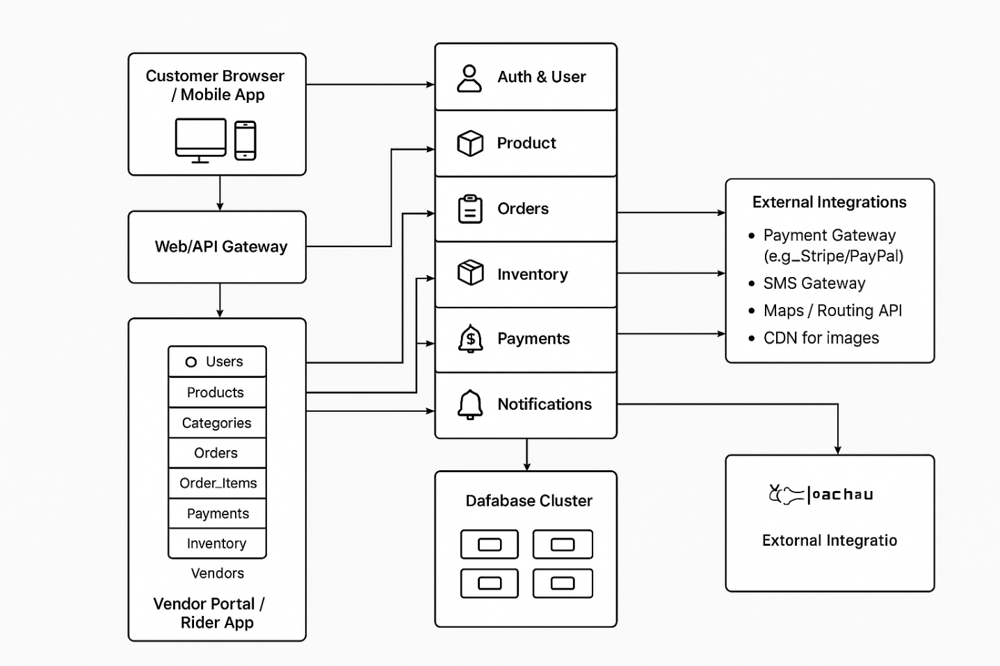 Customer Browser
/ Mobile App
Web/API Gateway
Users
Products
Categories
Orders
Order_Items
Payments
Inventory
Vendors
Vendor Portal /
Rider App
Auth & User
Product
Orders
Inventory
$
Payments
Notifications
Dafabase Cluster
External Integrations
• Payment Gateway
(e.g_Stripe/PayPal)
• SMS Gateway
• Maps / Routing API
• CDN for images
Extornal Integratio